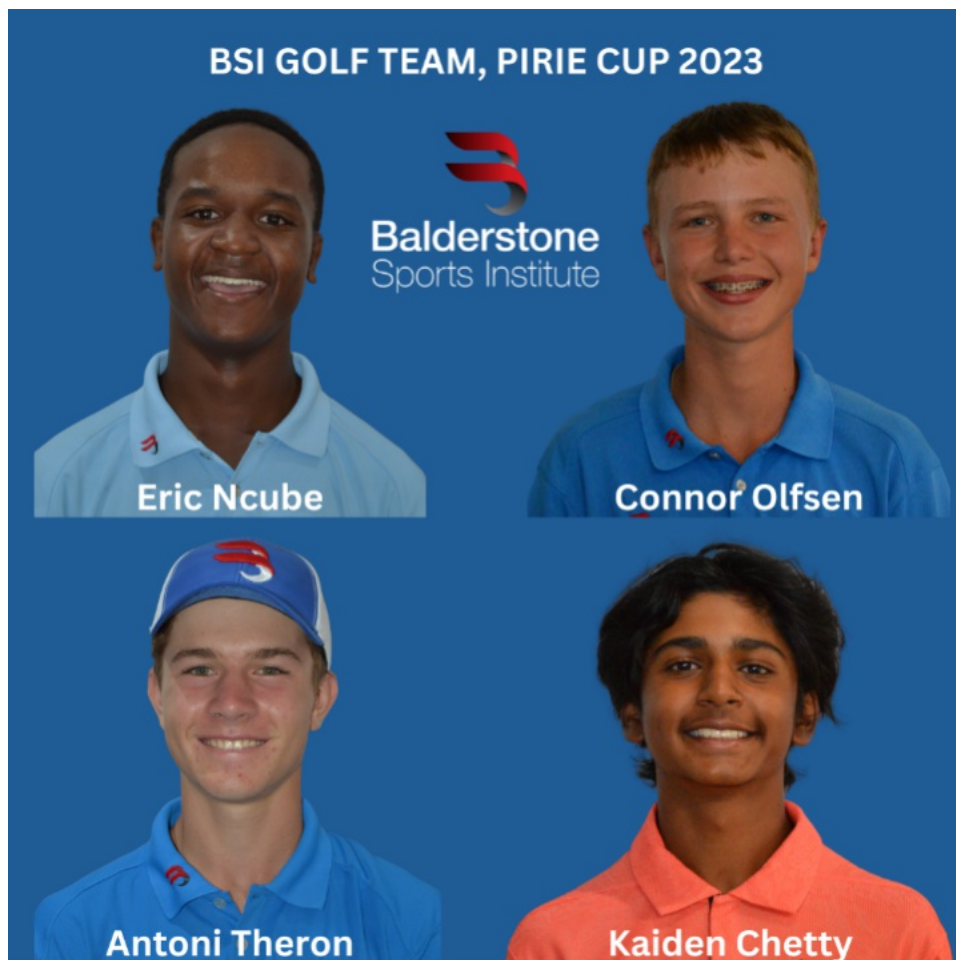 BSI GOLF TEAM, PIRIE CUP 2023
Balderstone
Sports Institute
Eric Ncube
Connor Olfsen
Antoni Theron
Kaiden Chetty